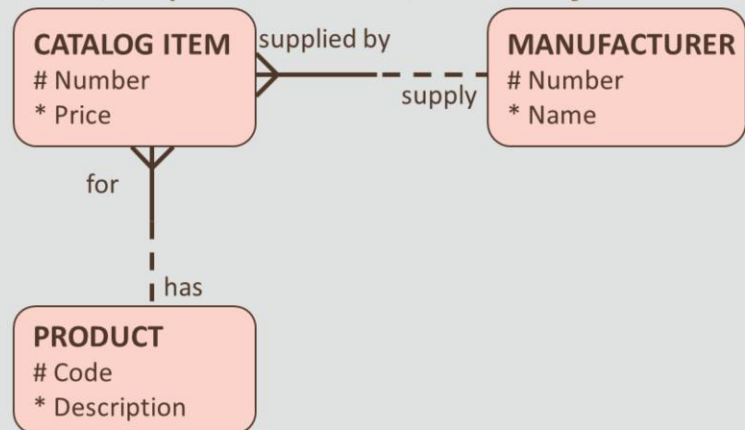 CATALOG ITEM
# Number
* Price
supplied by
supply
MANUFACTURER
# Number
* Name
for
has
PRODUCT
# Code
* Description